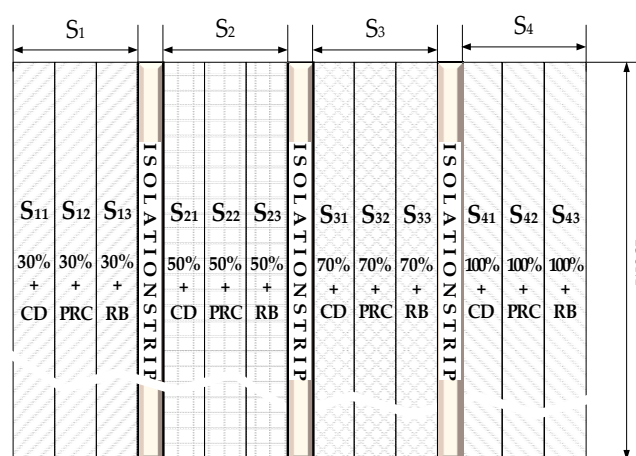 S1 S2 S3 S4
S11 S12 S13 S21 S22 S23 S31 S32 S33 S41 S42 S43
30% 30% 30% 50% 50% 50% 70% 70% 70% 100% 100% 100%
+ + + + + + + + + + + +
CD PRC RB CD PRC RB CD PRC RB CD PRC RB
ISOLATIONSTRIP
ISOLATIONSTRIP
ISOLATIONSTRIP